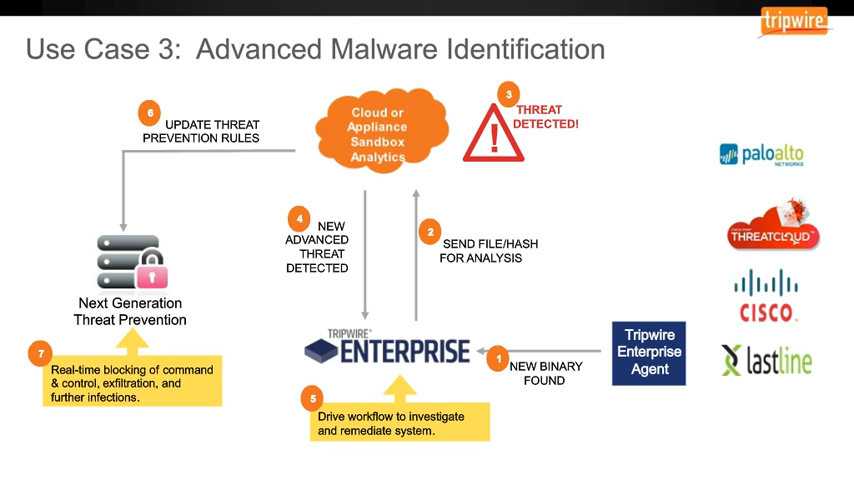 tripwire
Use Case 3: Advanced Malware Identification
6
UPDATE THREAT
PREVENTION RULES
Cloud or
Appliance
Sandbox
Analytics
3
THREAT
DETECTED!
!
paloalto
NETWORKS
4
NEW
ADVANCED
THREAT
DETECTED
2
SEND FILE/HASH
FOR ANALYSIS
THREATCLOUD
Next Generation
Threat Prevention
CISCO
TRIPWIRE
ENTERPRISE
1
NEW BINARY
FOUND
Tripwire
Enterprise
Agent
lastline
7
Real-time blocking of command
& control, exfiltration, and
further infections.
5
Drive workflow to investigate
and remediate system.